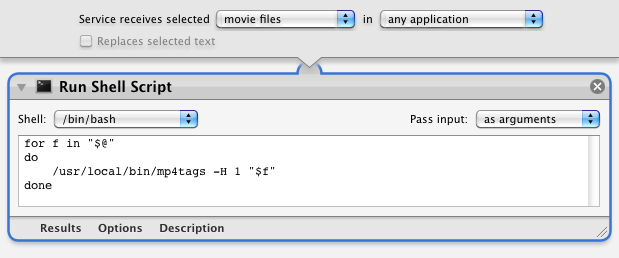 Service receives selected movie files in any application
Replaces selected text
Run Shell Script
Shell: /bin/bash Pass input: as arguments
for f in "$@"
do
    /usr/local/bin/mp4tags -H 1 "$f"
done
Results Options Description